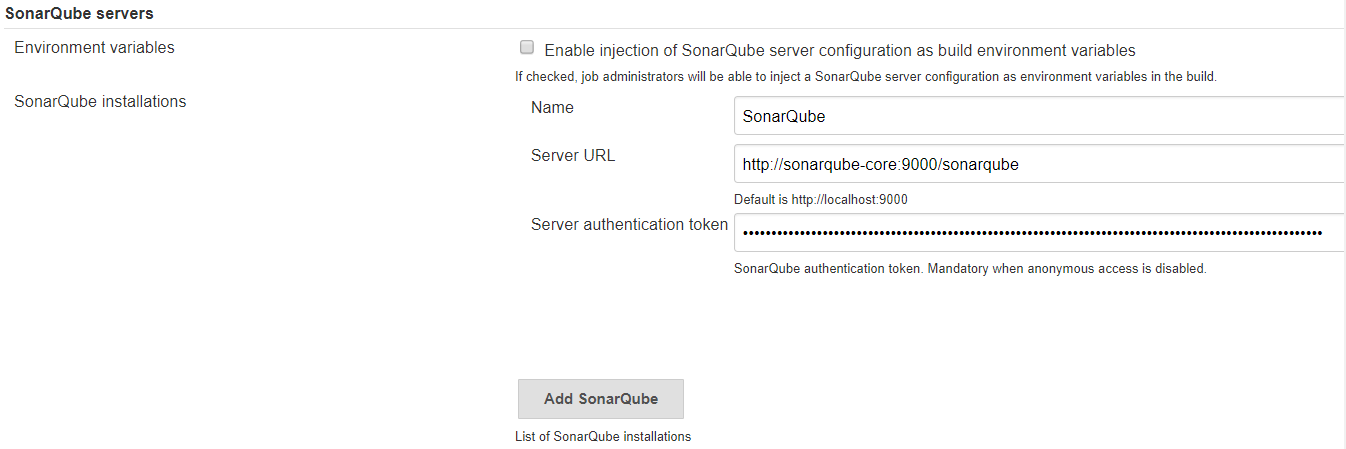 SonarQube servers
Environment variables
Enable injection of SonarQube server configuration as build environment variables
If checked, job administrators will be able to inject a SonarQube server configuration as environment variables in the build.
SonarQube installations
Name
SonarQube
Server URL
http://sonarqube-core:9000/sonarqube
Default is http://localhost:9000
Server authentication token
SonarQube authentication token. Mandatory when anonymous access is disabled.
Add SonarQube
List of SonarQube installations